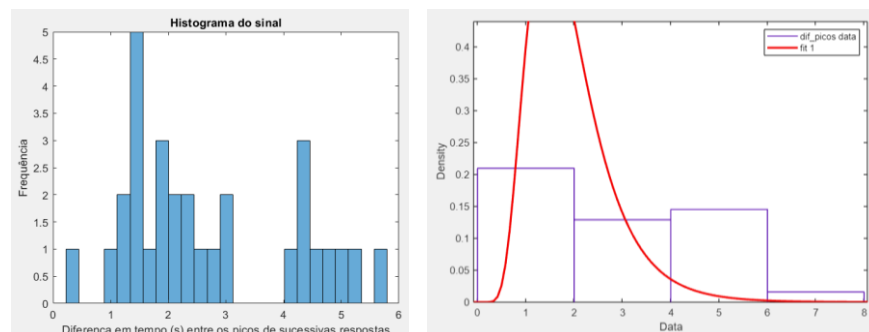 Histograma do sinal
5
4.5
4
3.5
3
2.5
2
1.5
1
0.5
0
Frequência
0 1 2 3 4 5 6
Diferença em tempo (s) entre os picos de sucessivas respostas
0.4
0.35
0.3
0.25
0.2
0.15
0.1
0.05
0
Density
dif_picos data
fit 1
0 1 2 3 4 5 6 7 8
Data